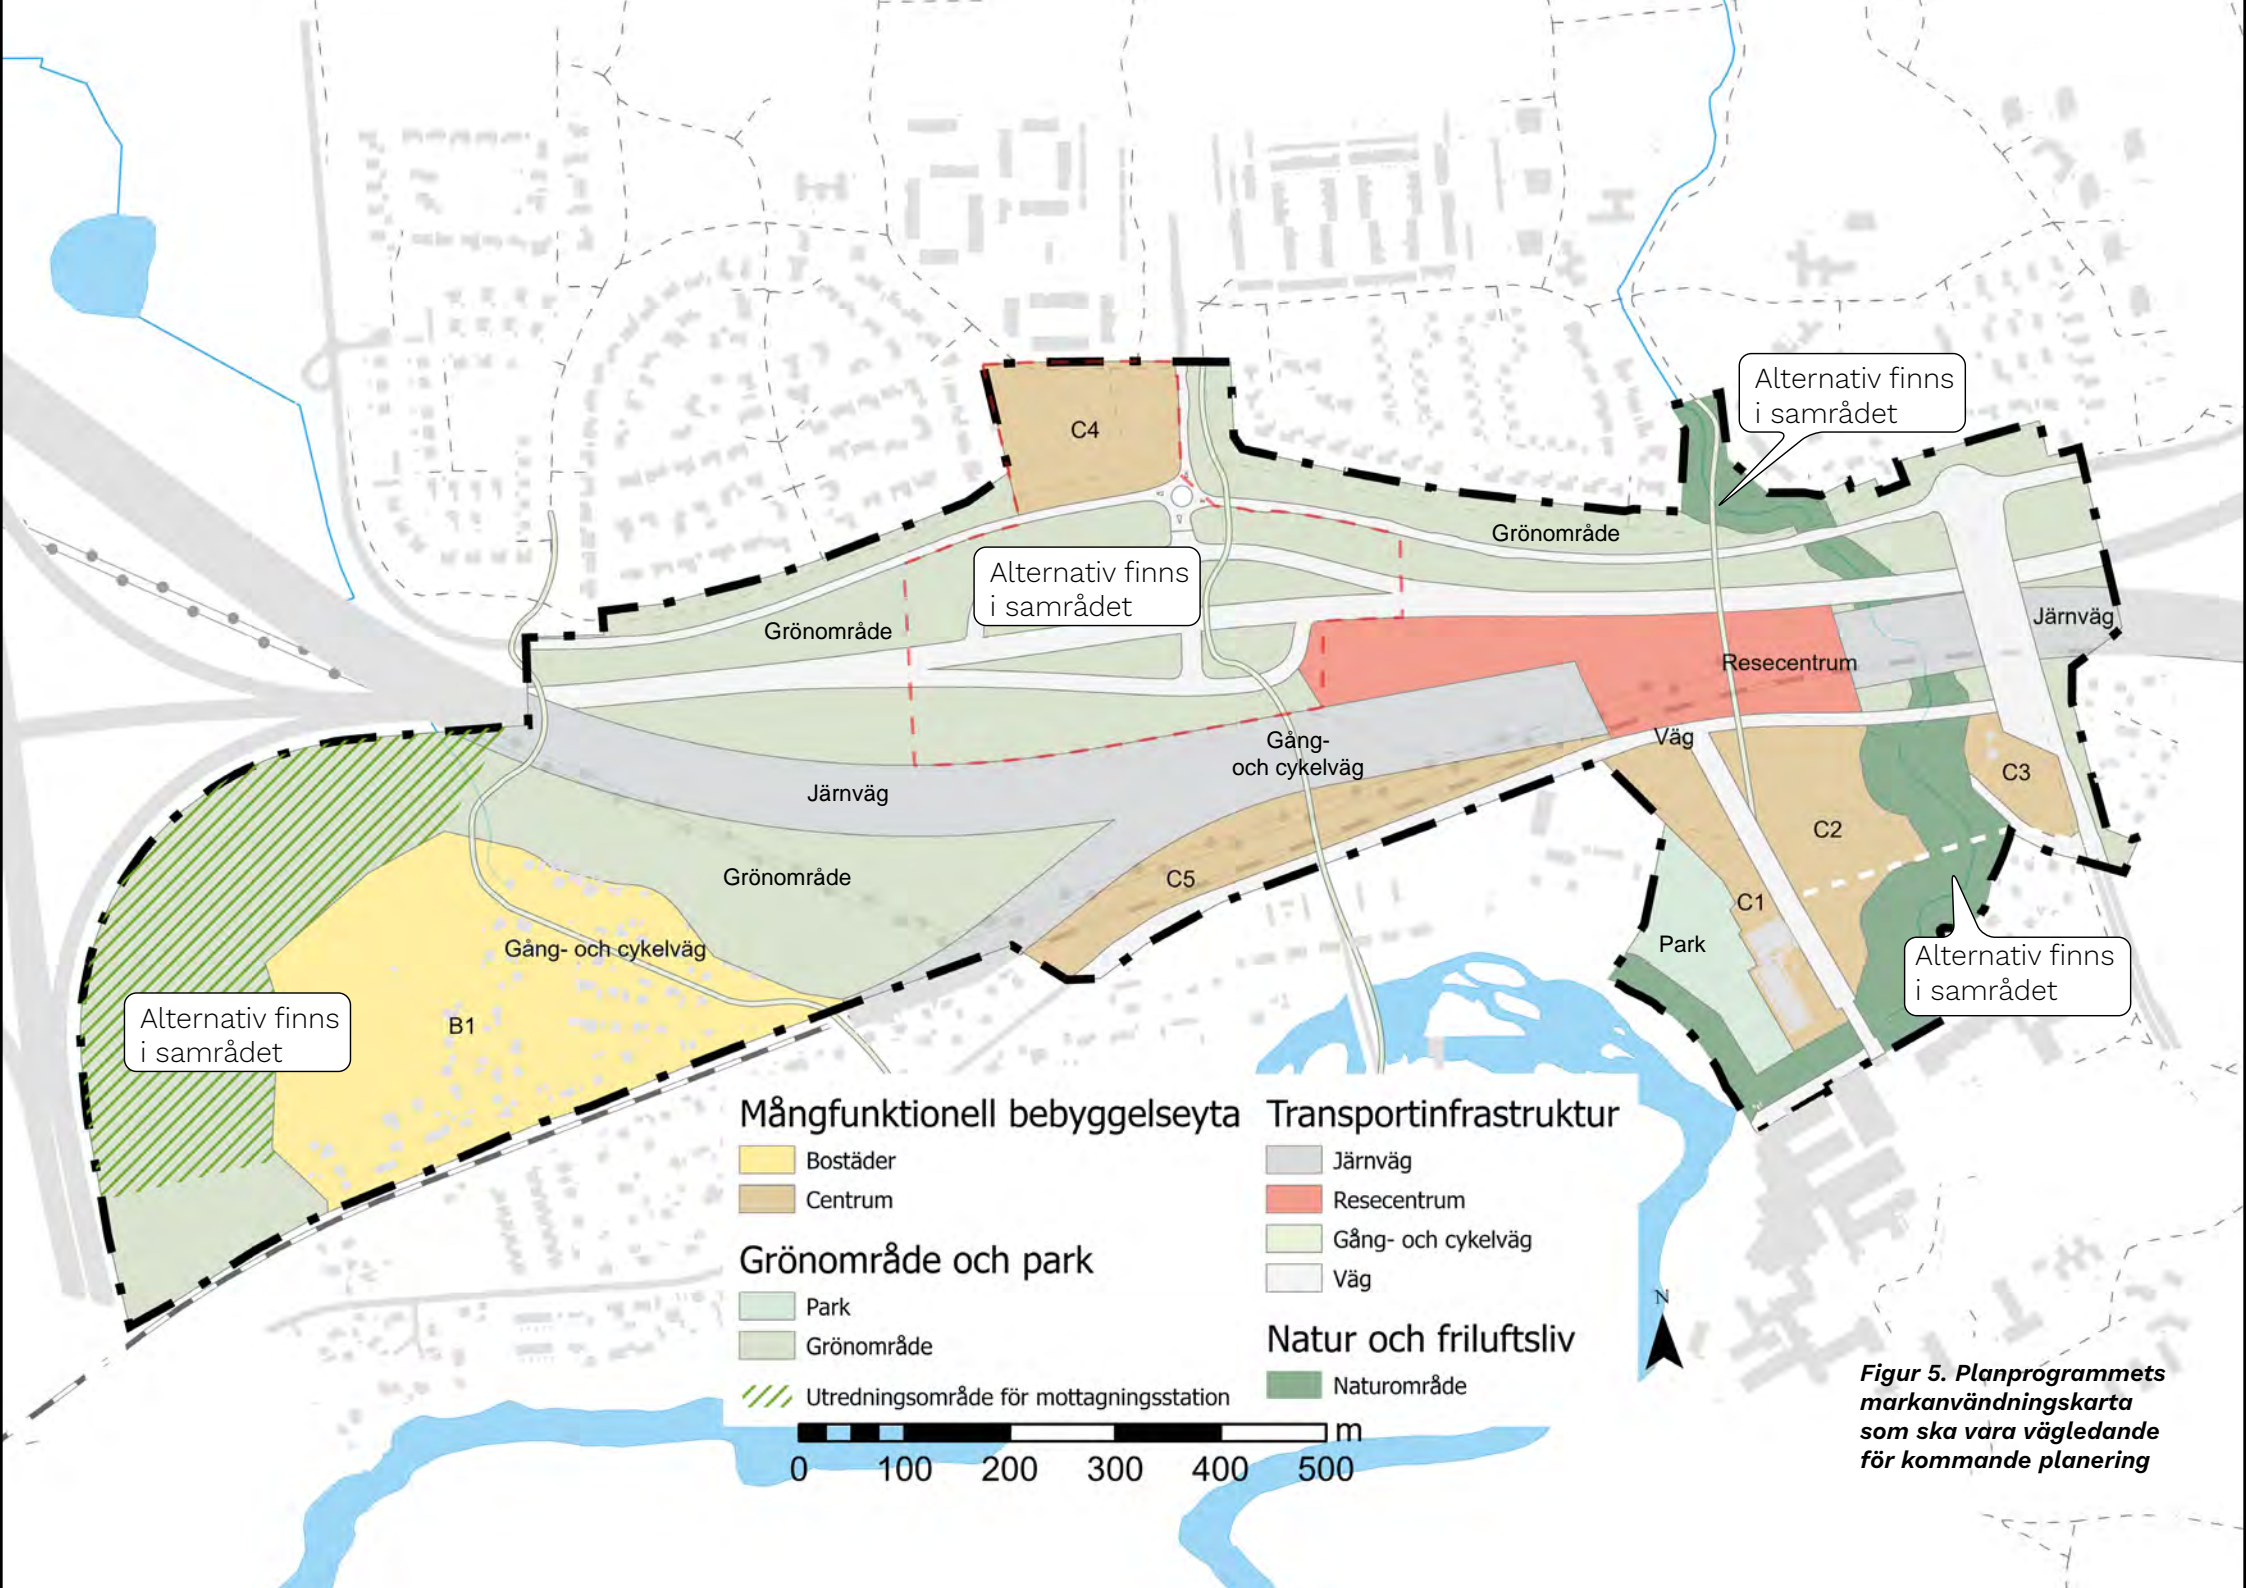 Alternativ finns
i samrådet
C4
Grönområde
Alternativ finns
i samrådet
Grönområde
Järnväg
Resecentrum
Väg
Gång-
och cykelväg
Järnväg
C3
C2
Grönområde
C5
C1
Gång- och cykelväg
Park
Alternativ finns
i samrådet
Alternativ finns
i samrådet
B1
Mångfunktionell bebyggelseyta
Bostäder
Centrum
Grönområde och park
Park
Grönområde
Utredningsområde för mottagningsstation
Transportinfrastruktur
Järnväg
Resecentrum
Gång- och cykelväg
Väg
Natur och friluftsliv
Naturområde
N
m
0 100 200 300 400 500
Figur 5. Planprogrammets
markanvändningskarta
som ska vara vägledande
för kommande planering